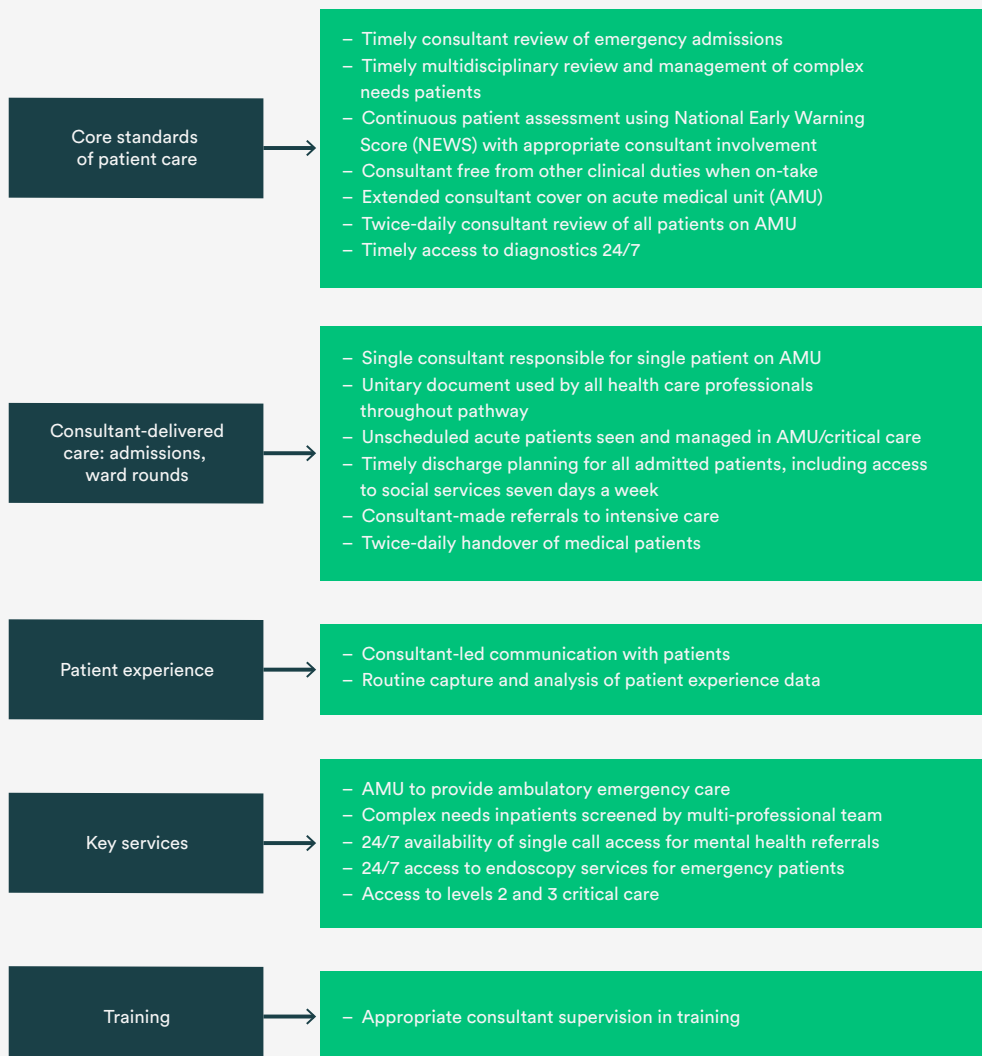 Core standards
of patient care
– Timely consultant review of emergency admissions
– Timely multidisciplinary review and management of complex
needs patients
– Continuous patient assessment using National Early Warning
Score (NEWS) with appropriate consultant involvement
– Consultant free from other clinical duties when on-take
– Extended consultant cover on acute medical unit (AMU)
– Twice-daily consultant review of all patients on AMU
– Timely access to diagnostics 24/7
Consultant-delivered
care: admissions,
ward rounds
– Single consultant responsible for single patient on AMU
– Unitary document used by all health care professionals
throughout pathway
– Unscheduled acute patients seen and managed in AMU/critical care
– Timely discharge planning for all admitted patients, including access
to social services seven days a week
– Consultant-made referrals to intensive care
– Twice-daily handover of medical patients
Patient experience
– Consultant-led communication with patients
– Routine capture and analysis of patient experience data
Key services
– AMU to provide ambulatory emergency care
– Complex needs inpatients screened by multi-professional team
– 24/7 availability of single call access for mental health referrals
– 24/7 access to endoscopy services for emergency patients
– Access to levels 2 and 3 critical care
Training
– Appropriate consultant supervision in training